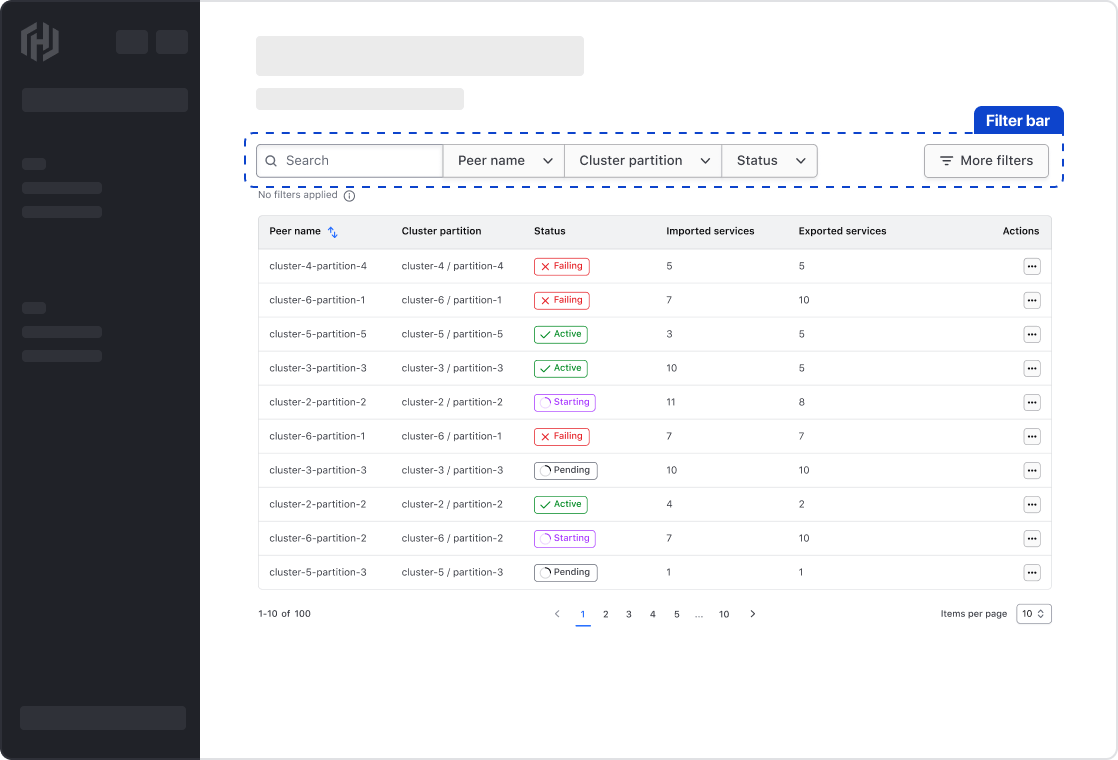 Filter bar
Search Peer name Cluster partition Status More filters
No filters applied
Peer name Cluster partition Status Imported services Exported services Actions
cluster-4-partition-4 cluster-4 / partition-4 Failing 5 5
cluster-6-partition-1 cluster-6 / partition-1 Failing 7 10
cluster-5-partition-5 cluster-5 / partition-5 Active 3 5
cluster-3-partition-3 cluster-3 / partition-3 Active 10 5
cluster-2-partition-2 cluster-2 / partition-2 Starting 11 8
cluster-6-partition-1 cluster-6 / partition-1 Failing 7 7
cluster-3-partition-3 cluster-3 / partition-3 Pending 10 10
cluster-2-partition-2 cluster-2 / partition-2 Active 4 2
cluster-6-partition-2 cluster-6 / partition-2 Starting 7 10
cluster-5-partition-3 cluster-5 / partition-3 Pending 1 1
1-10 of 100 1 2 3 4 5 ... 10 Items per page 10